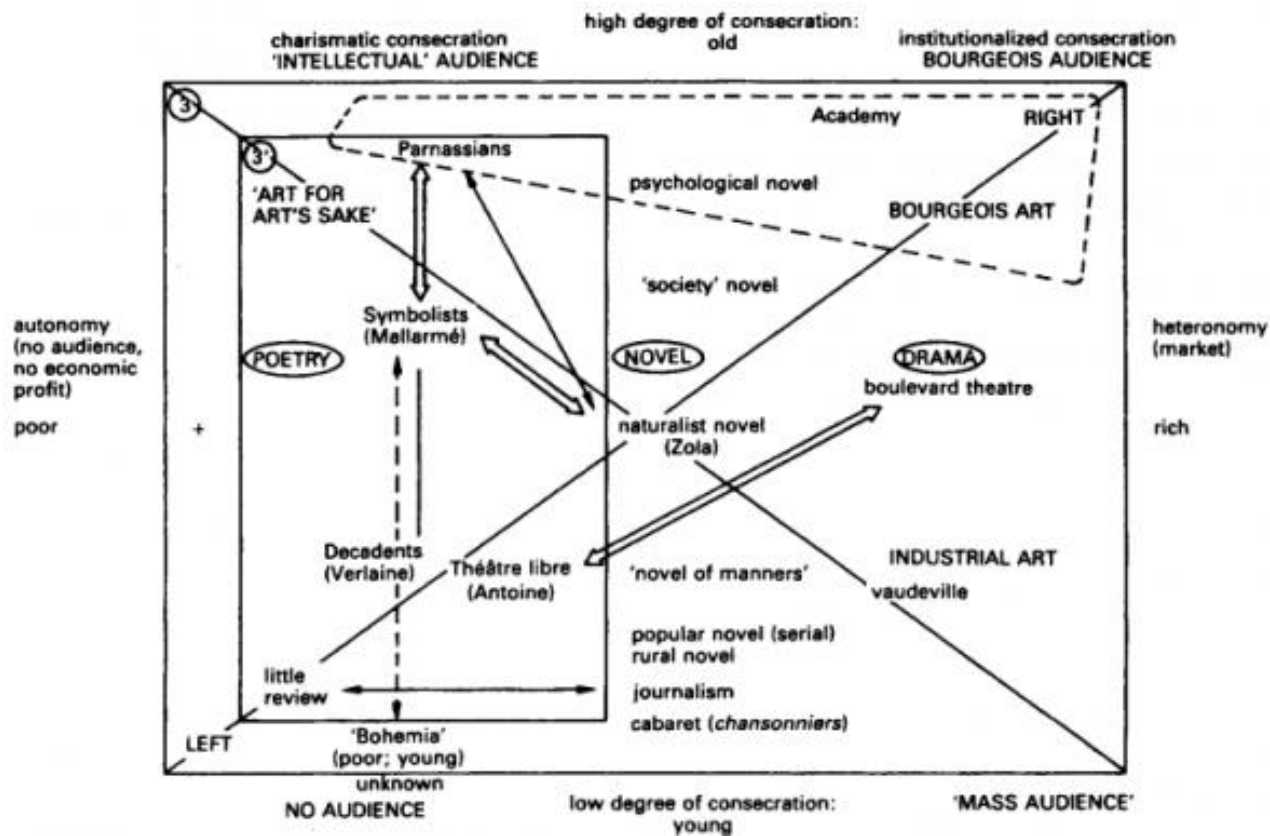 high degree of consecration:
old
charismatic consecration
'INTELLECTUAL' AUDIENCE
institutionalized consecration
BOURGEOIS AUDIENCE
3
Academy
RIGHT
3'
Parnassians
'ART FOR
ART'S SAKE'
psychological novel
BOURGEOIS ART
'society' novel
autonomy
(no audience,
no economic
profit)
poor
+
Symbolists
(Mallarmé)
POETRY
NOVEL
DRAMA
boulevard theatre
heteronomy
(market)
rich
naturalist novel
(Zola)
Decadents
(Verlaine)
Théâtre libre
(Antoine)
'novel of manners'
INDUSTRIAL ART
vaudeville
popular novel (serial)
rural novel
little
review
journalism
cabaret (chansonniers)
LEFT
'Bohemia'
(poor; young)
unknown
NO AUDIENCE
low degree of consecration:
young
'MASS AUDIENCE'